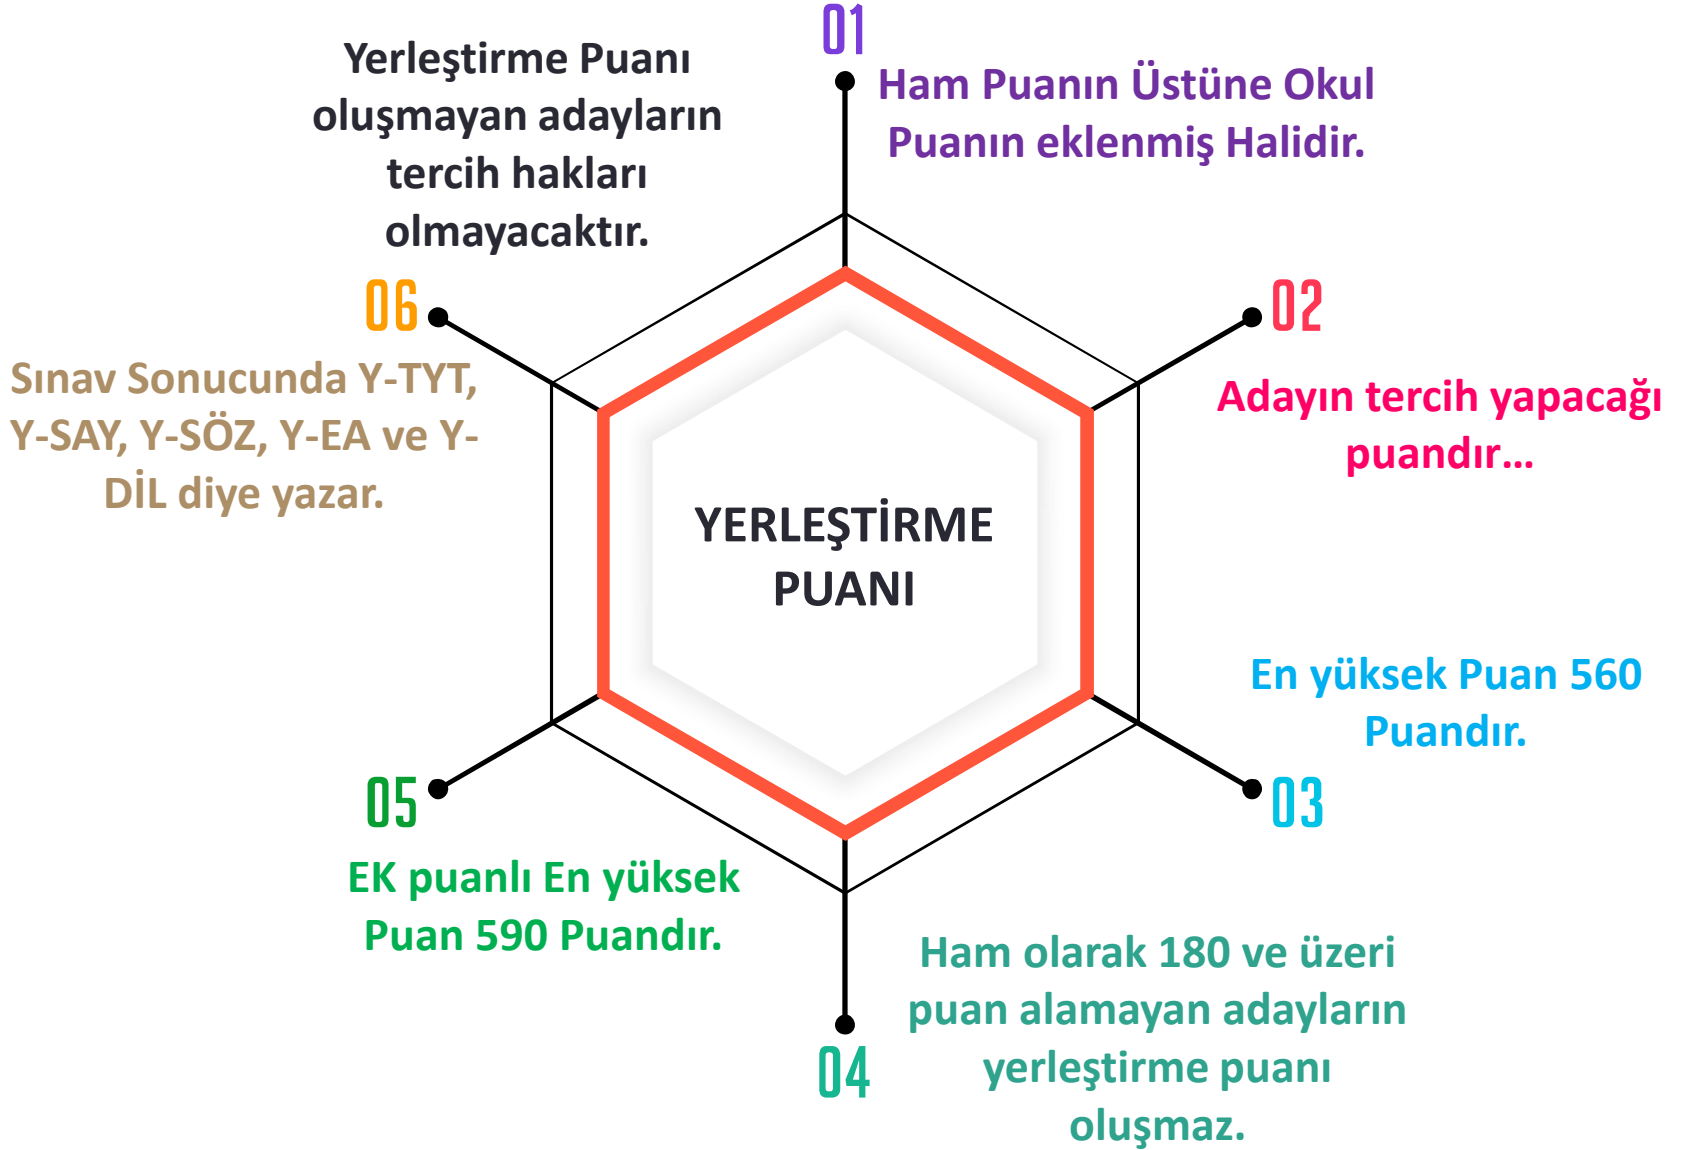 01
Ham Puanın Üstüne Okul
Puanın eklenmiş Halidir.
02
Adayın tercih yapacağı
puandır...
En yüksek Puan 560
Puandır.
03
Ham olarak 180 ve üzeri
puan alamayan adayların
yerleştirme puanı
oluşmaz.
04
05
EK puanlı En yüksek
Puan 590 Puandır.
Yerleştirme Puanı
oluşmayan adayların
tercih hakları
olmayacaktır.
06
Sınav Sonucunda Y-TYT,
Y-SAY, Y-SÖZ, Y-EA ve Y-
DİL diye yazar.
YERLEŞTİRME
PUANI